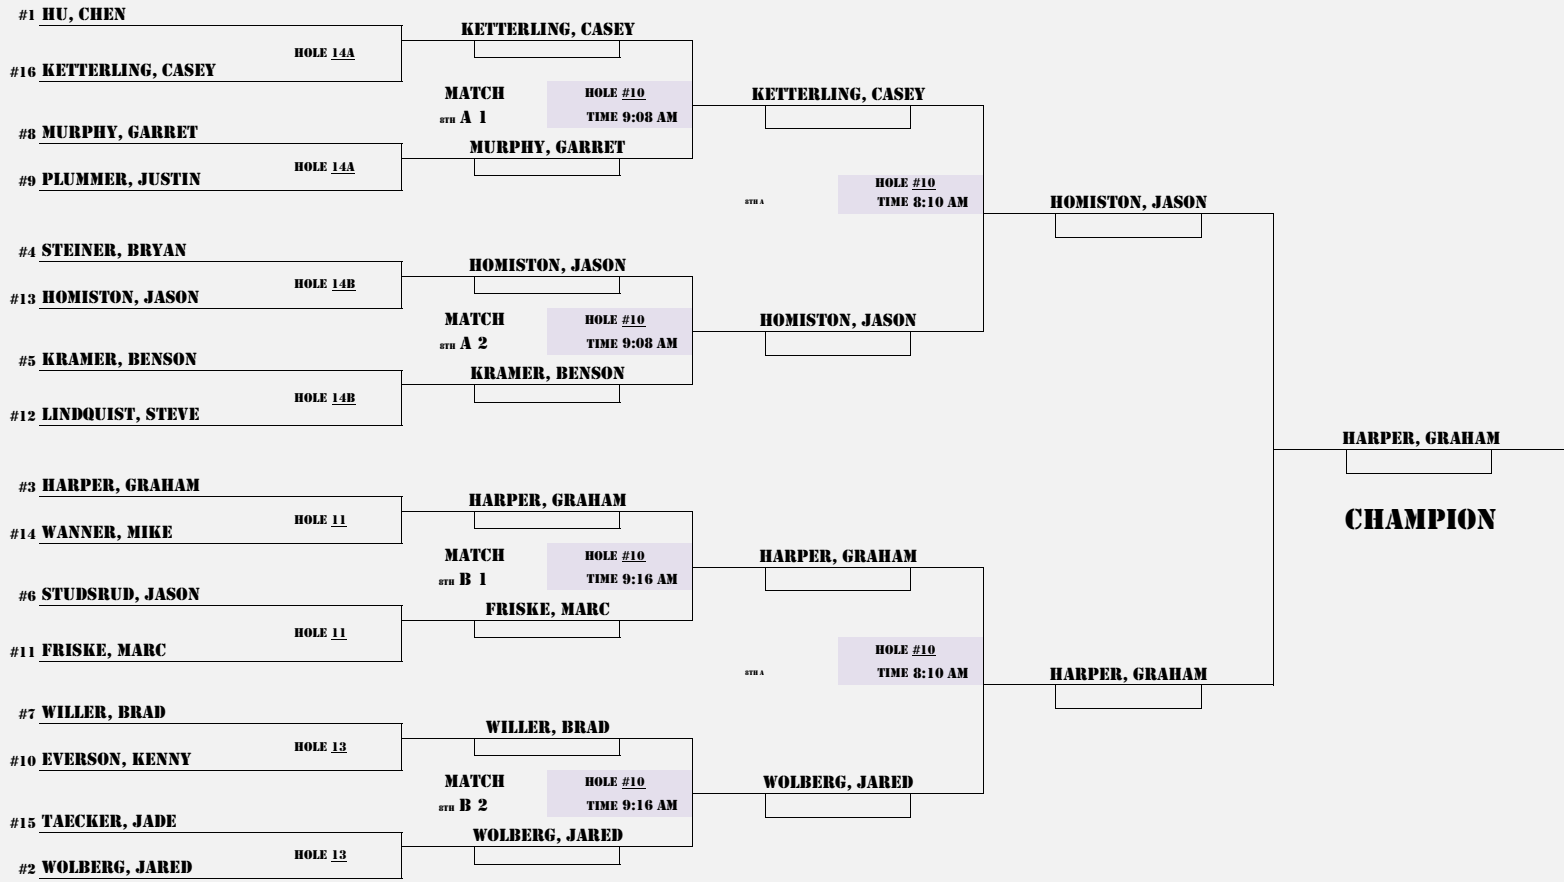 #1 HU, CHEN
HOLE 14A
#16 KETTERLING, CASEY
#8 MURPHY, GARRET
HOLE 14A
#9 PLUMMER, JUSTIN
#4 STEINER, BRYAN
HOLE 14B
#13 HOMISTON, JASON
#5 KRAMER, BENSON
HOLE 14B
#12 LINDQUIST, STEVE
#3 HARPER, GRAHAM
HOLE 11
#14 WANNER, MIKE
#6 STUDSRUD, JASON
HOLE 11
#11 FRISKE, MARC
#7 WILLER, BRAD
HOLE 13
#10 EVERSON, KENNY
#15 TAECKER, JADE
HOLE 13
#2 WOLBERG, JARED
KETTERLING, CASEY
MATCH HOLE #10
8TH A 1 TIME 9:08 AM
MURPHY, GARRET
HOMISTON, JASON
MATCH HOLE #10
8TH A 2 TIME 9:08 AM
KRAMER, BENSON
HARPER, GRAHAM
MATCH HOLE #10
8TH B 1 TIME 9:16 AM
FRISKE, MARC
WILLER, BRAD
MATCH HOLE #10
8TH B 2 TIME 9:16 AM
WOLBERG, JARED
KETTERLING, CASEY
HOLE #10
8TH A TIME 8:10 AM
HOMISTON, JASON
HARPER, GRAHAM
HOLE #10
8TH A TIME 8:10 AM
WOLBERG, JARED
HOMISTON, JASON
HARPER, GRAHAM
HARPER, GRAHAM
CHAMPION